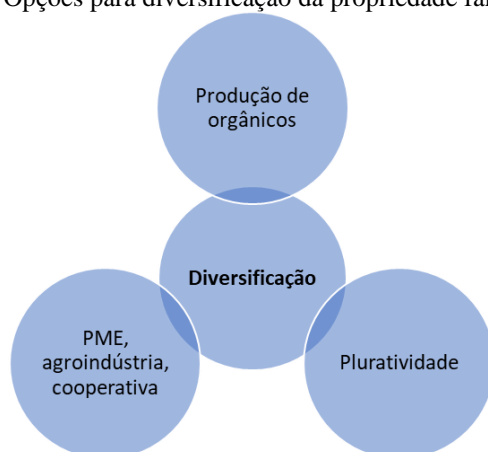 Opções para diversificação da propriedade
Produção de
orgânicos
Diversificação
PME,
agroindústria,
cooperativa
Pluratividade